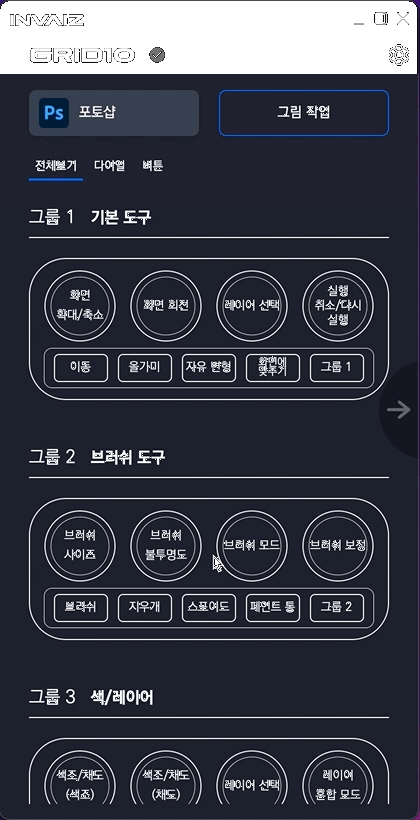 INVAIZ
GRID10
Ps 포토샵
그림 작업
전체보기 다이얼 버튼
그룹 1 기본 도구
화면 확대/축소
화면 회전
레이어 선택
실행 취소/다시 실행
이동 올가미 자유 변형 화면에 맞추기 그룹 1
그룹 2 브러쉬 도구
브러쉬 사이즈
브러쉬 불투명도
브러쉬 모드
브러쉬 보정
브러쉬 지우개 스포이드 페인트 통 그룹 2
그룹 3 색/레이어
색조/채도 (색조)
색조/채도 (채도)
레이어 선택
레이어 혼합 모드